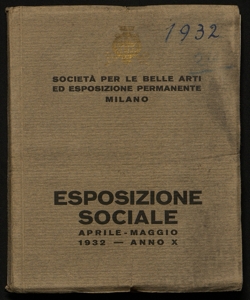 1932
SOCIETÀ PER LE BELLE ARTI
ED ESPOSIZIONE PERMANENTE
MILANO
ESPOSIZIONE
SOCIALE
APRILE - MAGGIO
1932 — ANNO X